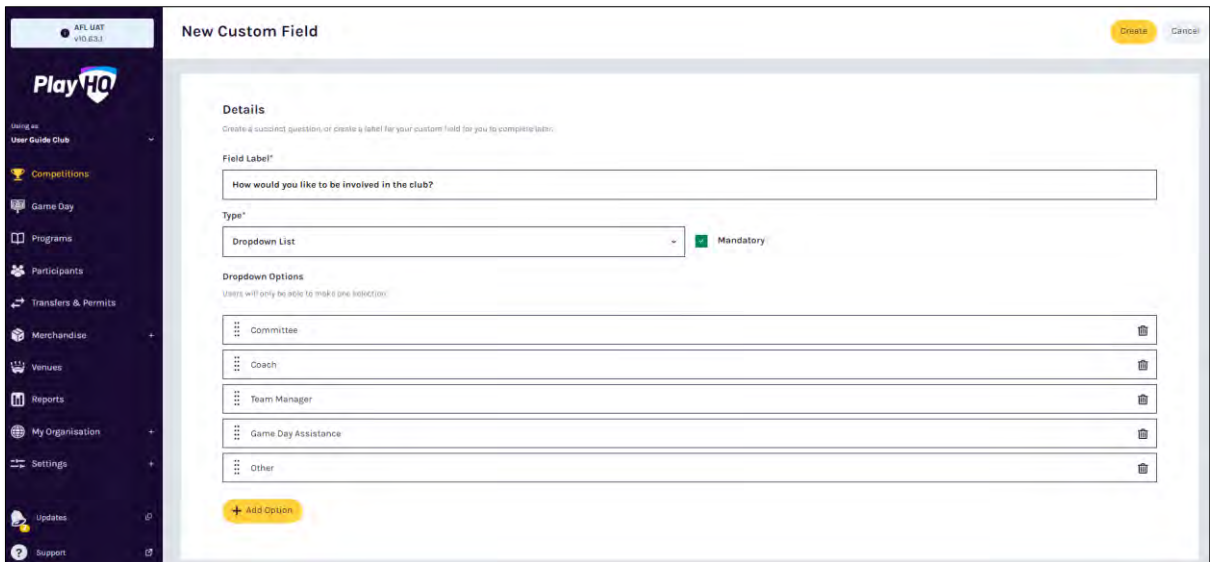 AFL UAT
v10.63.1
New Custom Field
Create
Cancel
PlayHQ
Using as
User Guide Club
Competitions
Game Day
Programs
Participants
Transfers & Permits
Merchandise
Venues
Reports
My Organisation
Settings
Updates
Support
Details
Create a succinct question, or create a label for your custom field for you to complete later.
Field Label*
How would you like to be involved in the club?
Type*
Dropdown List
Mandatory
Dropdown Options
Users will only be able to make one selection
Committee
Coach
Team Manager
Game Day Assistance
Other
+ Add Option